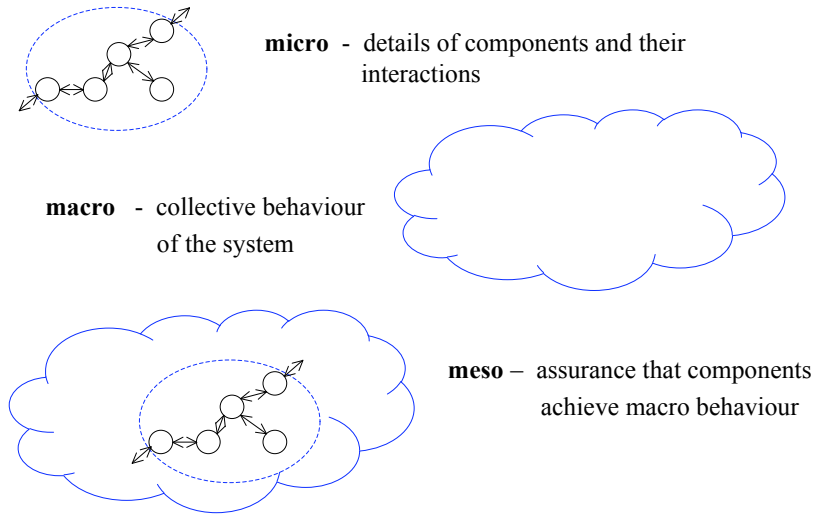 micro - details of components and their
interactions
macro - collective behaviour
of the system
meso – assurance that components
achieve macro behaviour